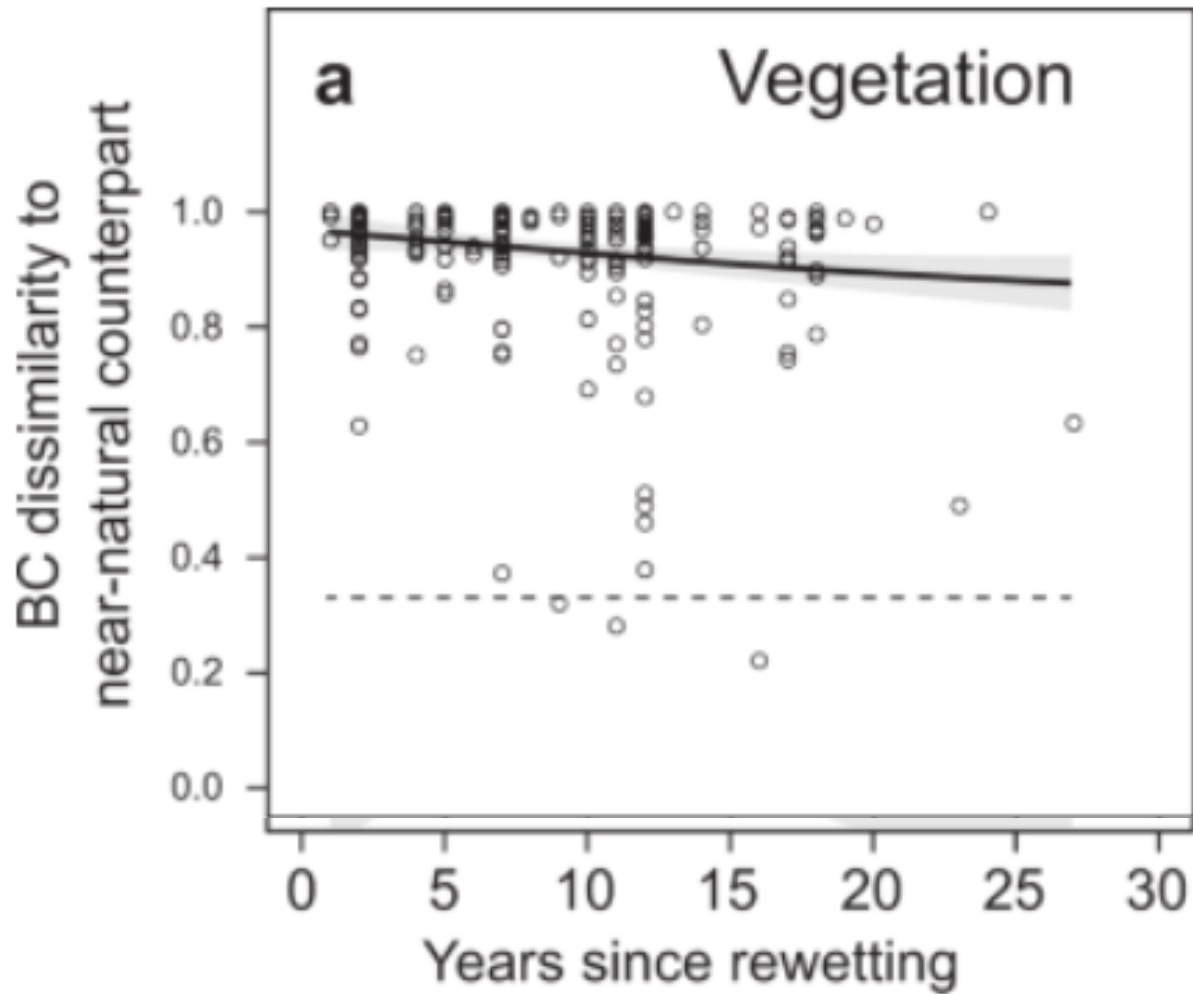 a
Vegetation
BC dissimilarity to
near-natural counterpart
1.0
0.8
0.6
0.4
0.2
0.0
0 5 10 15 20 25 30
Years since rewetting